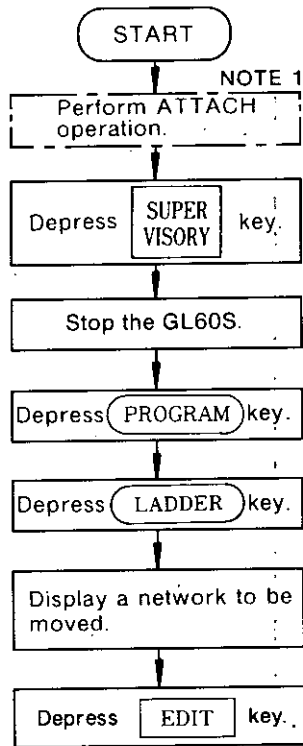 START
NOTE 1
Perform ATTACH
operation.
Depress SUPER VISORY key.
Stop the GL60S.
Depress PROGRAM key.
Depress LADDER key.
Display a network to be
moved.
Depress EDIT key.